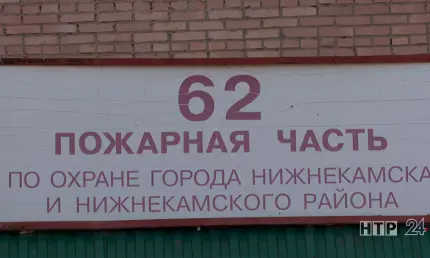 62
ПОЖАРНАЯ ЧАСТЬ
ПО ОХРАНЕ ГОРОДА НИЖНЕКАМСКА
И НИЖНЕКАМСКОГО РАЙОНА
НТР 24